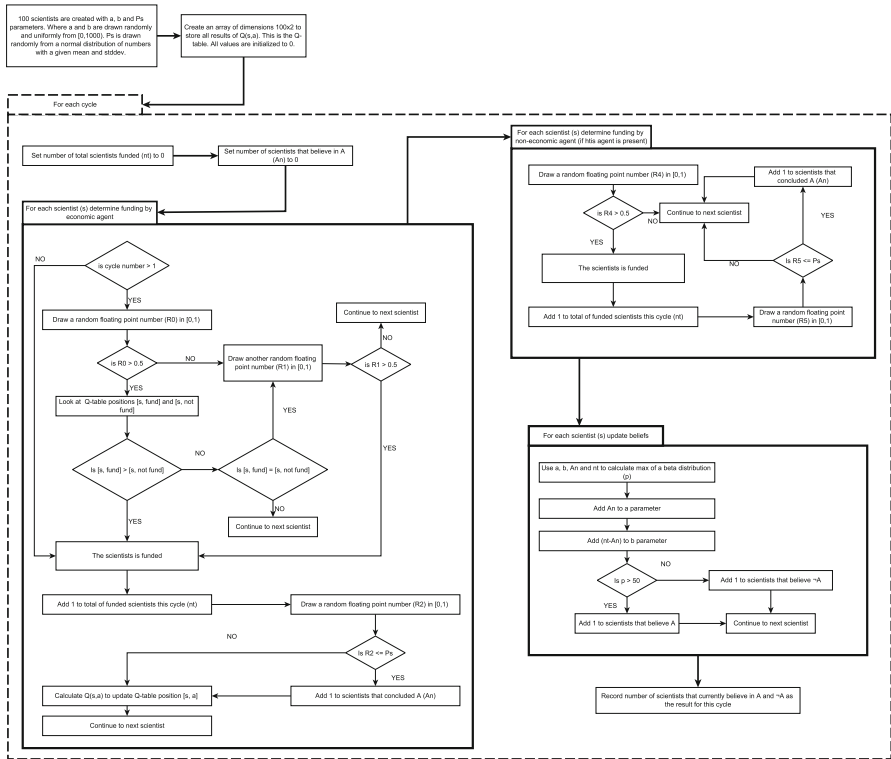 100 scientists are created with a, b and Ps
parameters. Where a and b are drawn randomly
and uniformly from [0,1000). Ps is drawn
randomly from a normal distribution of numbers
with a given mean and stddev.
Create an array of dimensions 100x2 to
store all results of Q(s,a). This is the Q-
table. All values are initialized to 0.
For each cycle
Set number of total scientists funded (nt) to 0
Set number of scientists that believe in A
(An) to 0
For each scientist (s) determine funding by
economic agent
NO
is cycle number > 1
YES
Draw a random floating point number (R0) in [0,1)
is R0 > 0.5
NO
Draw another random floating
point number (R1) in [0,1)
is R1 > 0.5
NO
Continue to next scientist
YES
YES
Look at Q-table positions [s, fund] and [s, not
fund]
YES
Is [s, fund] > [s, not fund]
NO
Is [s, fund] = [s, not fund]
NO
Continue to next scientist
YES
The scientists is funded
Add 1 to total of funded scientists this cycle (nt)
Draw a random floating point number (R2) in [0,1)
NO
Is R2 <= Ps
YES
Calculate Q(s,a) to update Q-table position [s, a]
Add 1 to scientists that concluded A (An)
Continue to next scientist
For each scientist (s) determine funding by
non-economic agent (if htis agent is present)
Draw a random floating point number (R4) in [0,1)
Add 1 to scientists that
concluded A (An)
is R4 > 0.5
NO
Continue to next scientist
YES
YES
The scientists is funded
NO
Is R5 <= Ps
Add 1 to total of funded scientists this cycle (nt)
Draw a random floating point
number (R5) in [0,1)
For each scientist (s) update beliefs
Use a, b, An and nt to calculate max of a beta distribution
(p)
Add An to a parameter
Add (nt-An) to b parameter
Is p > 50
NO
Add 1 to scientists that believe ¬A
YES
Add 1 to scientists that believe A
Continue to next scientist
Record number of scientists that currently believe in A and ¬A as
the result for this cycle